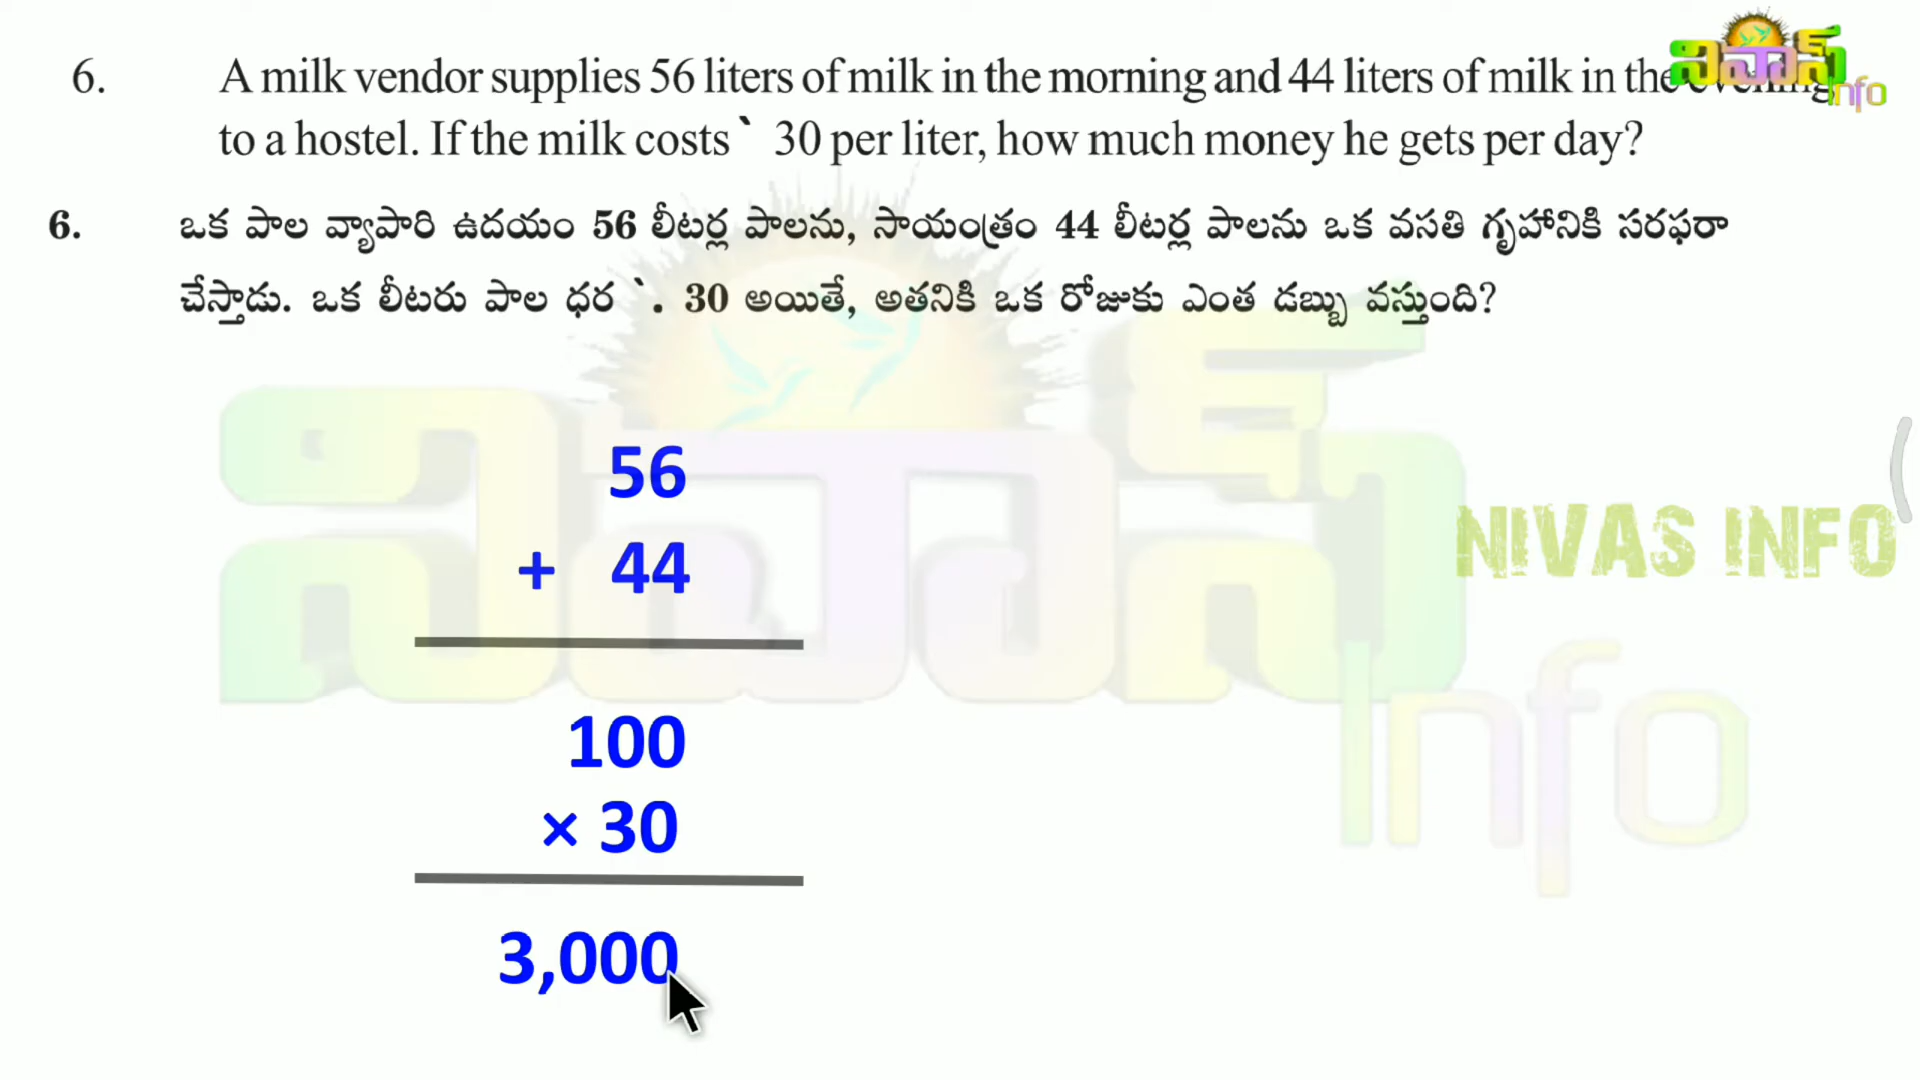 నివాస్
Info
6. A milk vendor supplies 56 liters of milk in the morning and 44 liters of milk in the evening
to a hostel. If the milk costs ` 30 per liter, how much money he gets per day?
6. ఒక పాల వ్యాపారి ఉదయం 56 లీటర్ల పాలను, సాయంత్రం 44 లీటర్ల పాలను ఒక వసతి గృహానికి సరఫరా
చేస్తాడు. ఒక లీటరు పాల ధర `. 30 అయితే, అతనికి ఒక రోజుకు ఎంత డబ్బు వస్తుంది?
నివాస్
Info
56
+ 44
NIVAS INFO
100
× 30
3,000